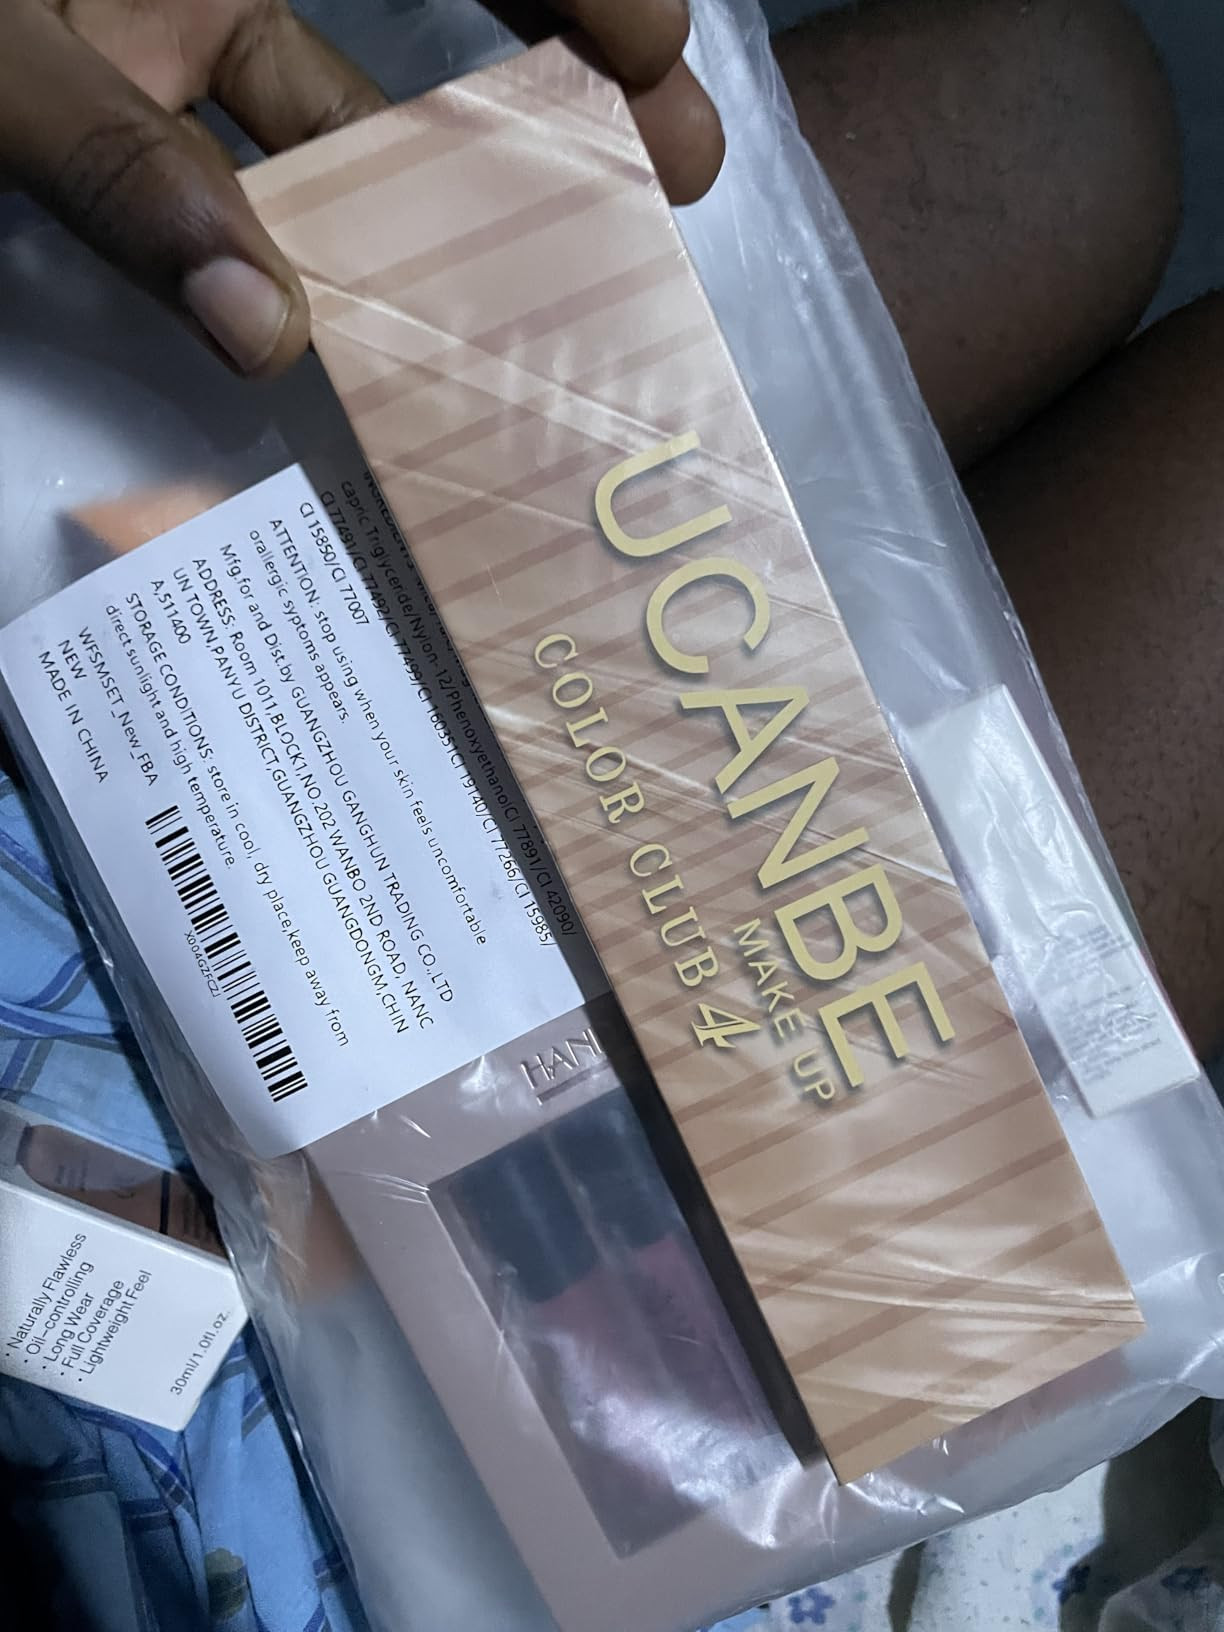 UCANBE
MAKE UP
COLOR CLUB 4
capric Triglyceride/Nylon-12/Phenoxyethanol/CI 77891/CI 42090/
CI 77491/CI 77492/CI 77499/CI 16035/CI 19140/CI 77266/CI 15985/
CI 15850/CI 77007
ATTENTION: stop using when your skin feels uncomfortable
orallergic syptoms appears.
Mfg.for and Dist.by GUANGZHOU GANGHUN TRADING CO.,LTD
ADDRESS: Room 1011,BLOCK1,NO.202 WANBO 2ND ROAD, NANC
UN TOWN,PANYU DISTRICT,GUANGZHOU GUANGDONGM,CHIN
A,511400
STORAGE CONDITIONS: store in cool, dry place,keep away from
direct sunlight and high temperature.
WFSMSET_New_FBA
NEW
MADE IN CHINA
HAN
· Naturally Flawless
· Oil-controlling
· Long Wear
· Full Coverage
· Lightweight Feel
30ml/1.0fl.oz.